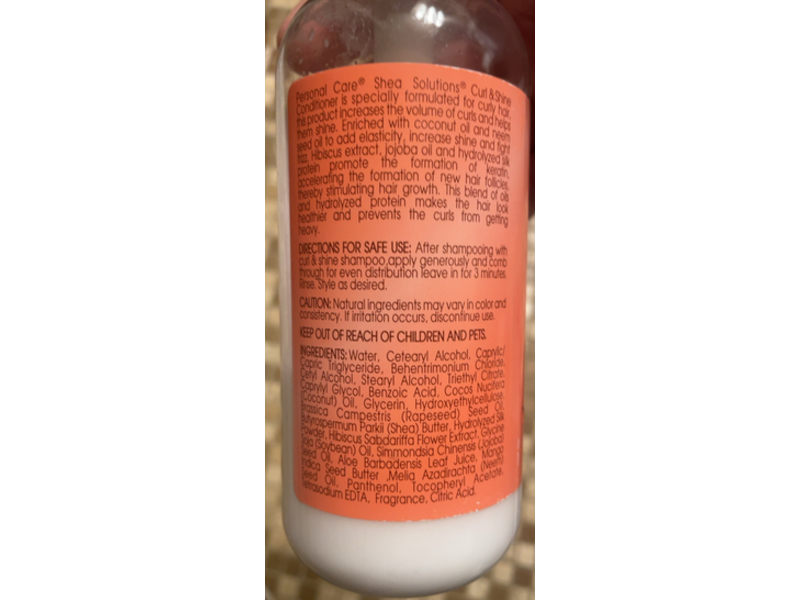 Personal Care® Shea Solutions® Curl & Shine
Conditioner is specially formulated for curly hair,
this product increases the volume of curls and helps
them shine. Enriched with coconut oil and neem
seed oil to add elasticity, increase shine and fight
frizz. Hibiscus extract, jojoba oil and hydrolyzed silk
protein promote the formation of keratin,
accelerating the formation of new hair follicles,
thereby stimulating hair growth. This blend of oils
and hydrolyzed protein makes the hair look
healthier and prevents the curls from getting
heavy.
DIRECTIONS FOR SAFE USE: After shampooing with
curl & shine shampoo,apply generously and comb
through for even distribution leave in for 3 minutes.
Rinse. Style as desired.
CAUTION: Natural ingredients may vary in color and
consistency. If irritation occurs, discontinue use.
KEEP OUT OF REACH OF CHILDREN AND PETS.
INGREDIENTS: Water, Cetearyl Alcohol, Caprylic/
Capric Triglyceride, Behentrimonium Chloride,
Cetyl Alcohol, Stearyl Alcohol, Triethyl Citrate,
Caprylyl Glycol, Benzoic Acid, Cocos Nucifera
(Coconut) Oil, Glycerin, Hydroxyethylcellulose,
Brassica Campestris (Rapeseed) Seed Oil,
Butyrospermum Parkii (Shea) Butter, Hydrolyzed Silk
Powder, Hibiscus Sabdariffa Flower Extract, Glycine
Soja (Soybean) Oil, Simmondsia Chinensis (Jojoba)
Seed Oil, Aloe Barbadensis Leaf Juice, Mango
Indica Seed Butter ,Melia Azadirachta (Neem)
Seed Oil, Panthenol, Tocopheryl Acetate,
Tetrasodium EDTA, Fragrance, Citric Acid.